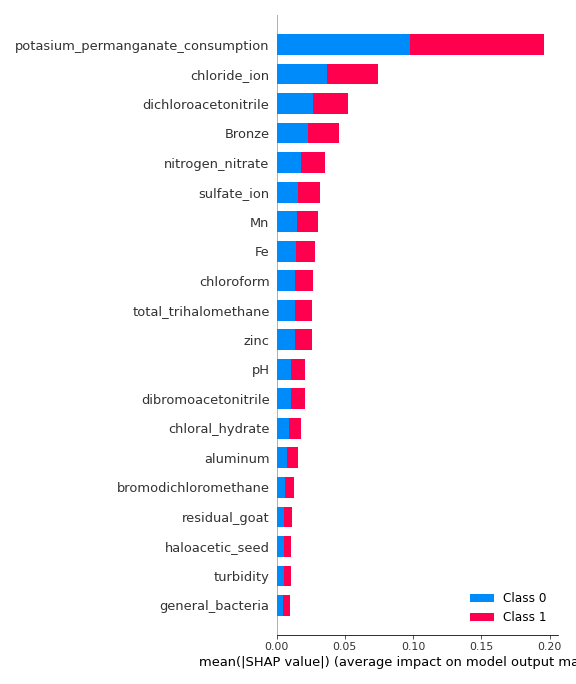 potasium_permanganate_consumption
chloride_ion
dichloroacetonitrile
Bronze
nitrogen_nitrate
sulfate_ion
Mn
Fe
chloroform
total_trihalomethane
zinc
pH
dibromoacetonitrile
chloral_hydrate
aluminum
bromodichloromethane
residual_goat
haloacetic_seed
turbidity
general_bacteria
Class 0
Class 1
0.00 0.05 0.10 0.15 0.20
mean(|SHAP value|) (average impact on model output ma